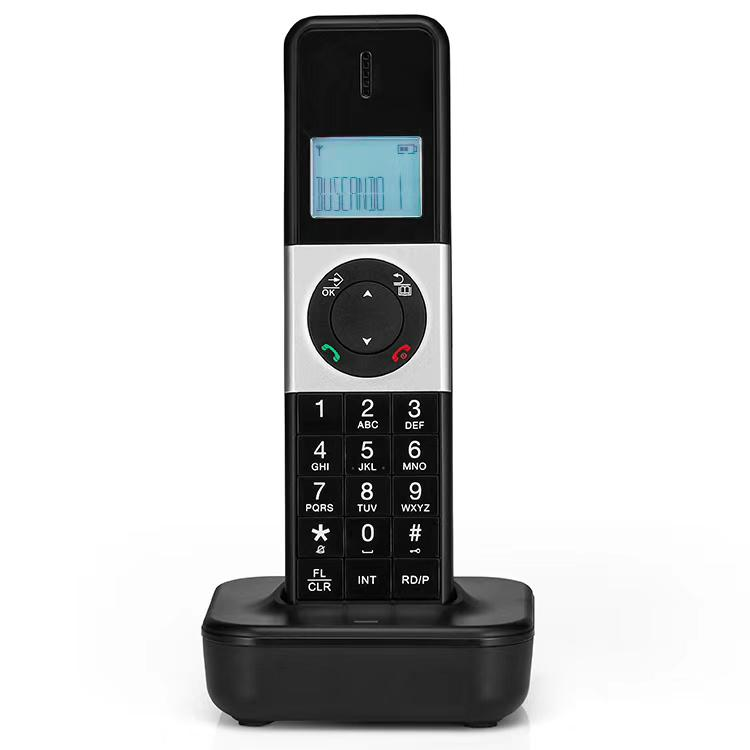 BUSCANDO 1
OK
1 2 3
ABC DEF
4 5 6
GHI JKL MNO
7 8 9
PQRS TUV WXYZ
* 0 #
FL INT RD/P
CLR